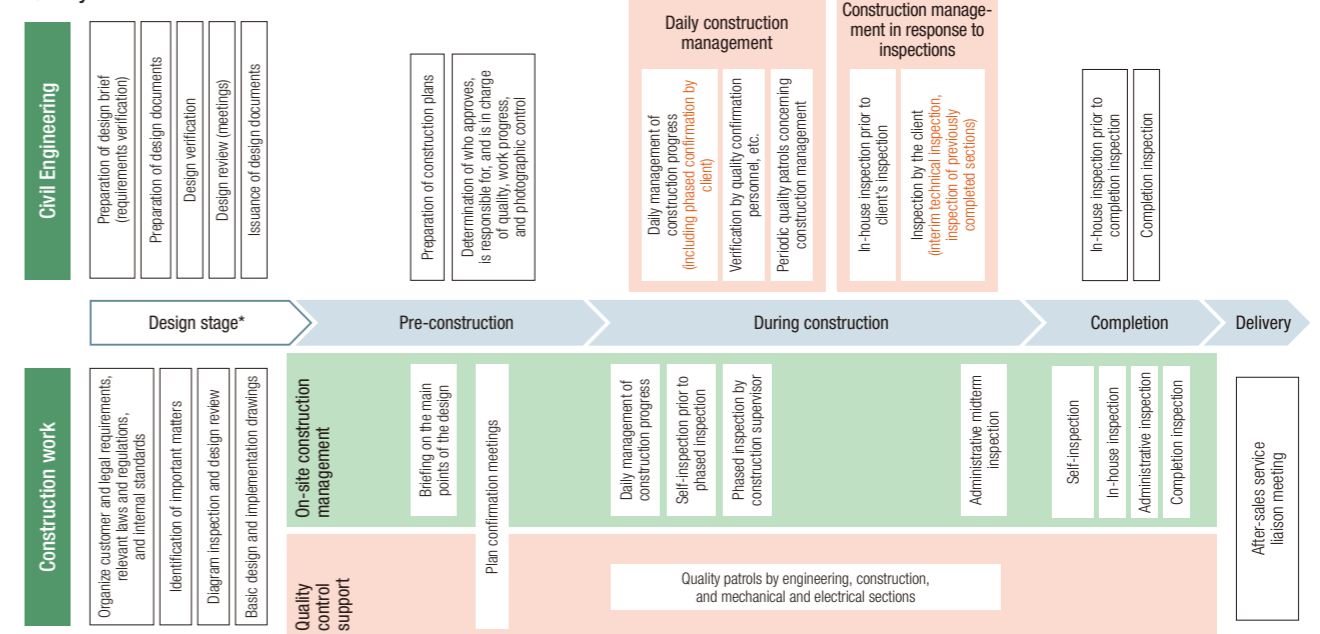 Civil Engineering
Preparation of design brief
(requirements verification)
Preparation of design documents
Design verification
Design review (meetings)
Issuance of design documents
Preparation of construction plans
Determination of who approves,
is responsible for, and is in charge
of quality, work progress,
and photographic control
Daily construction
management
Daily management of
construction progress
(including phased confirmation by
client)
Verification by quality confirmation
personnel, etc.
Periodic quality patrols concerning
construction management
Construction manage-
ment in response to
inspections
In-house inspection prior to
client's inspection
Inspection by the client
(interim technical inspection,
inspection of previously
completed sections)
In-house inspection prior to
completion inspection
Completion inspection
Design stage*
Pre-construction
During construction
Completion
Delivery
Construction work
Organize customer and legal requirements,
relevant laws and regulations,
and internal standards
Identification of important matters
Diagram inspection and design review
Basic design and implementation drawings
On-site construction
management
Briefing on the main
points of the design
Plan confirmation meetings
Daily management of
construction progress
Self-inspection prior to
phased inspection
Phased inspection by
construction supervisor
Administrative midterm
inspection
Self-inspection
In-house inspection
Administrative inspection
Completion inspection
After-sales service
liaison meeting
Quality
control
support
Quality patrols by engineering, construction,
and mechanical and electrical sections